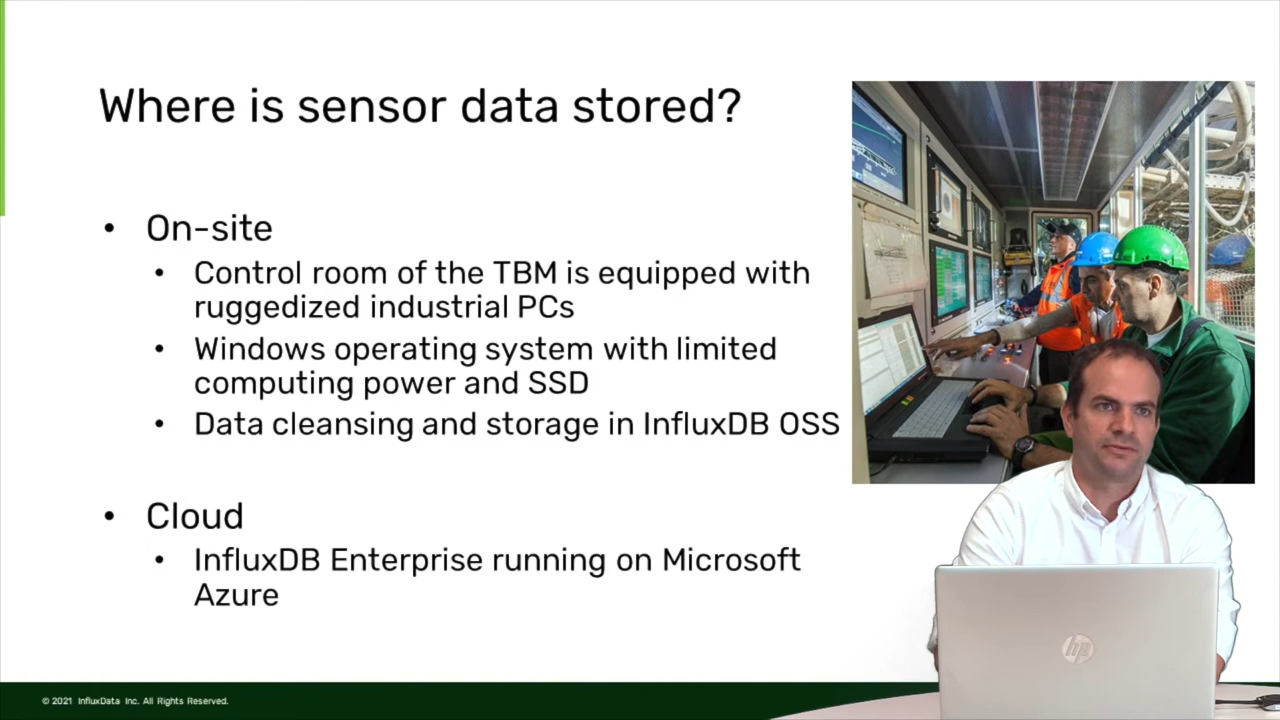 Where is sensor data stored?
• On-site
• Control room of the TBM is equipped with
ruggedized industrial PCs
• Windows operating system with limited
computing power and SSD
• Data cleansing and storage in InfluxDB OSS
• Cloud
• InfluxDB Enterprise running on Microsoft
Azure
hp
© 2021 InfluxData Inc. All Rights Reserved.